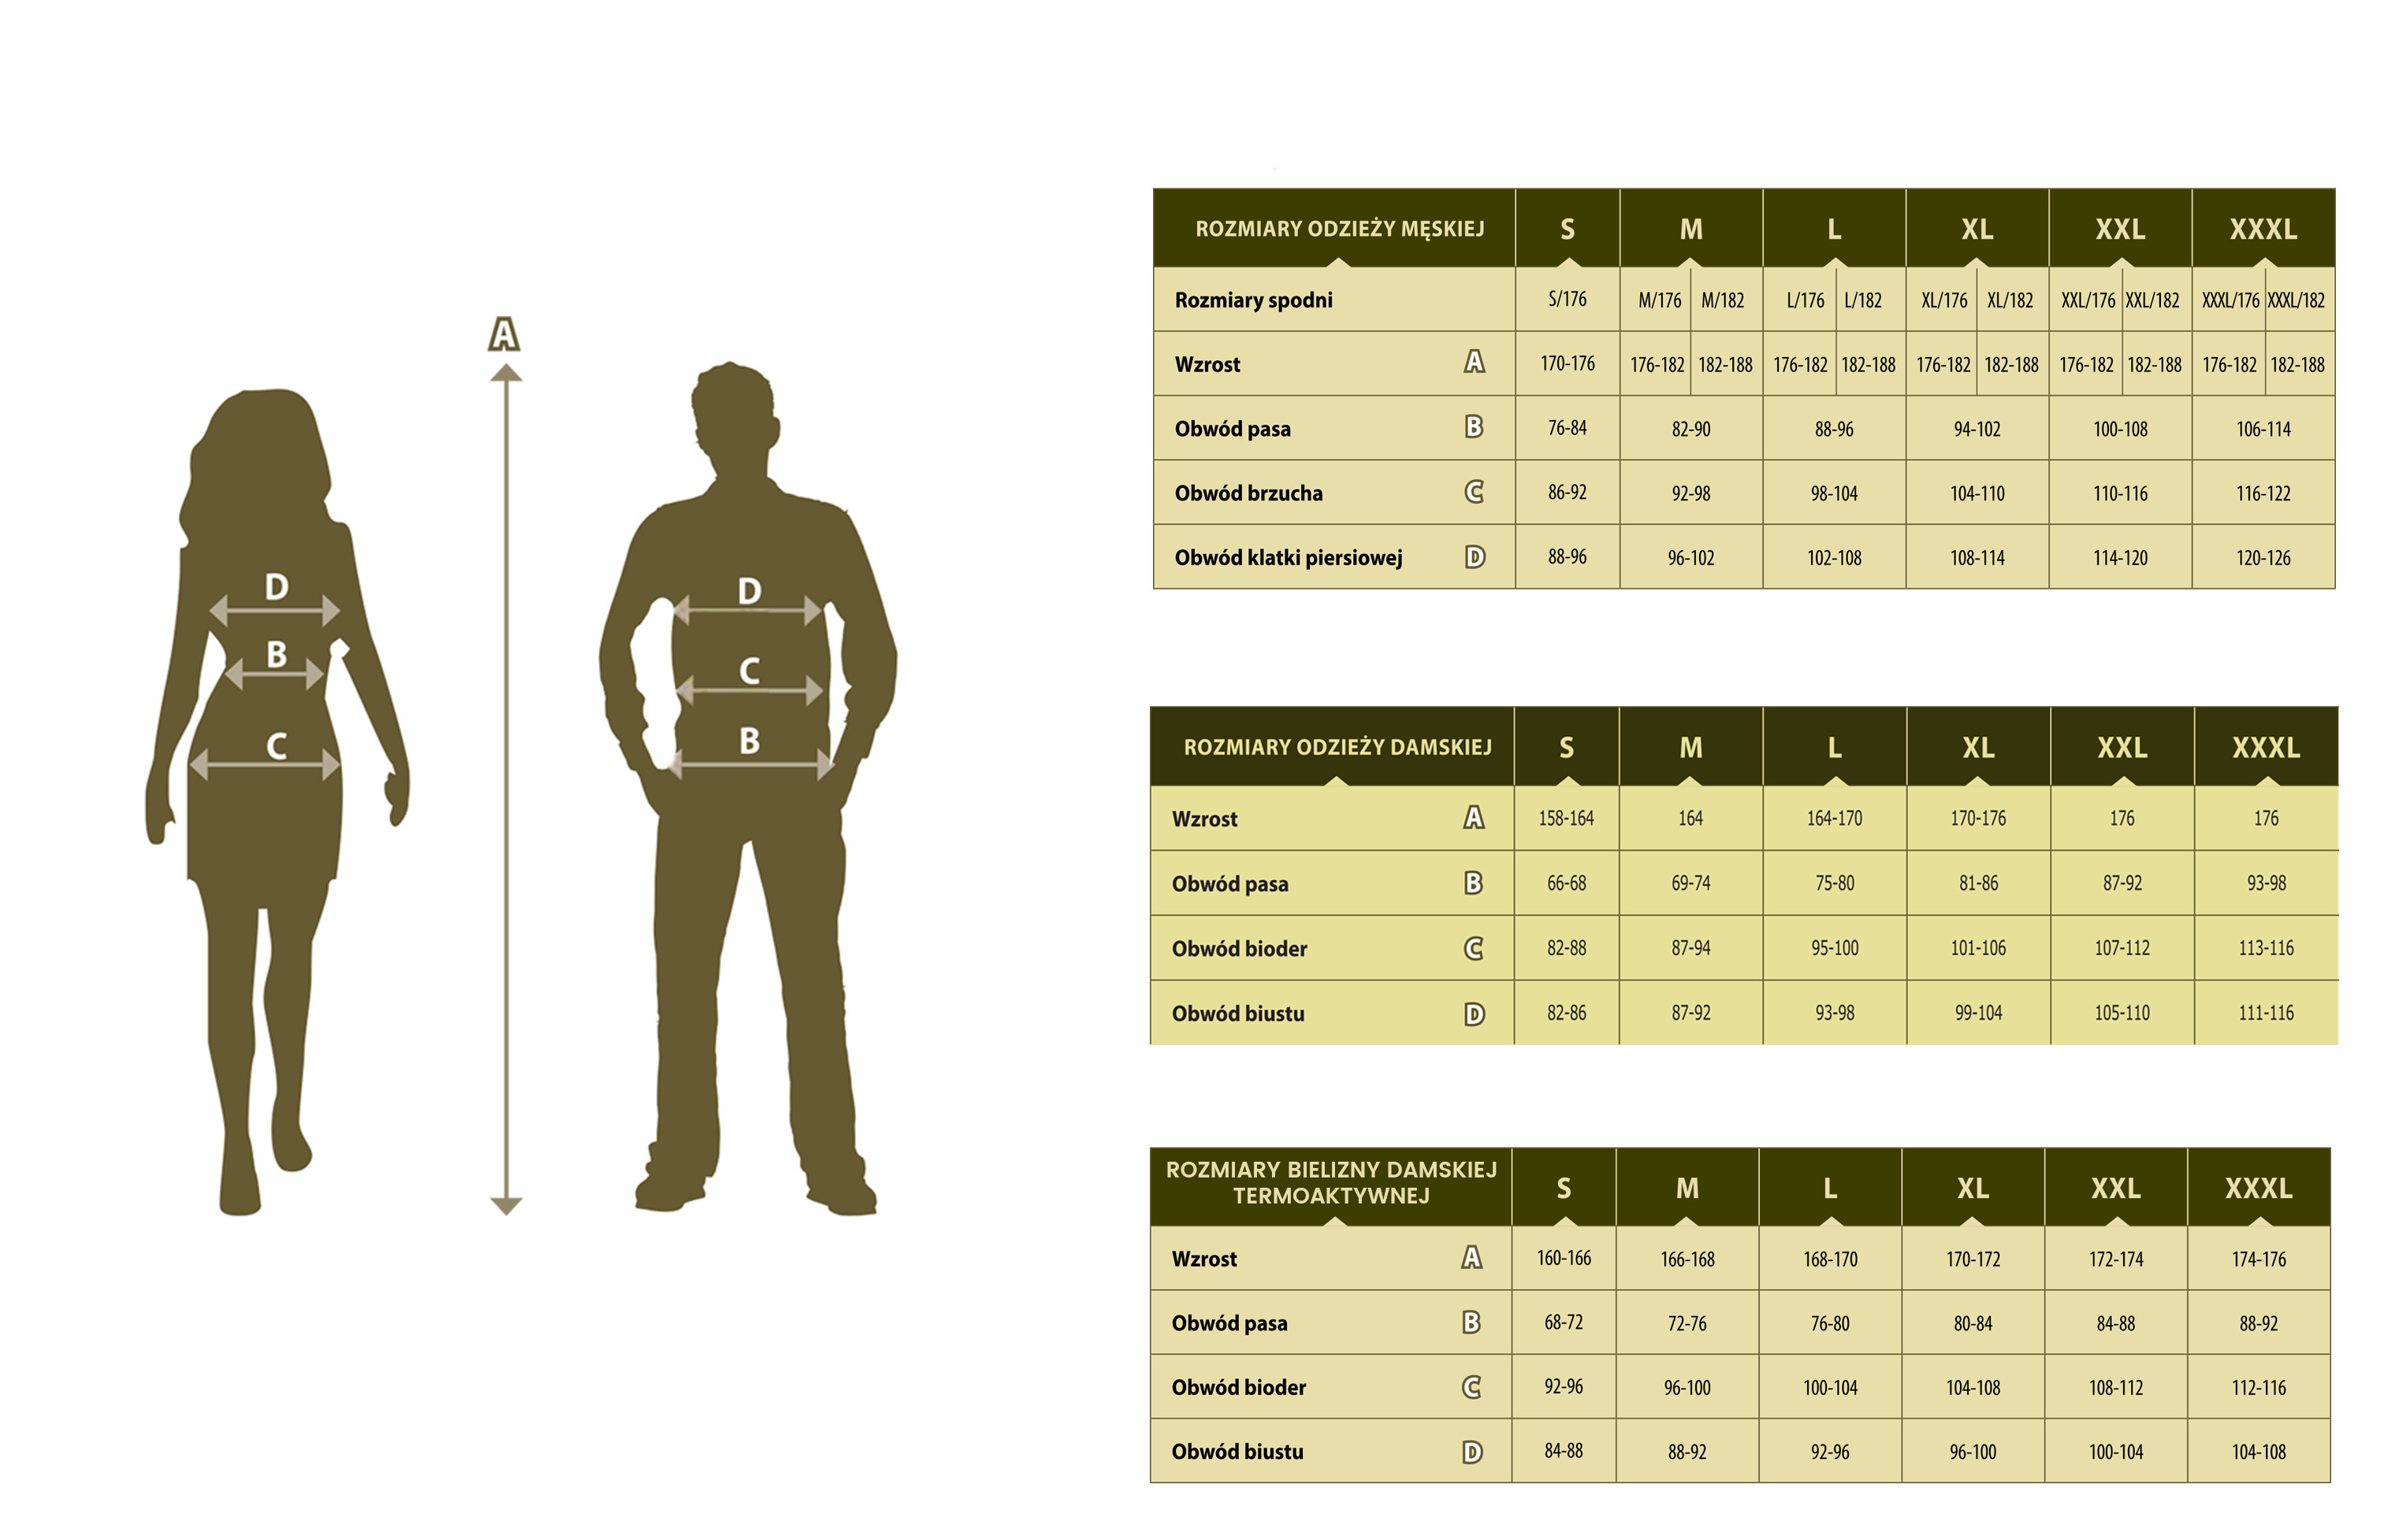 A
D
B
C
D
C
B
ROZMIARY ODZIEŻY MĘSKIEJ S M L XL XXL XXXL
Rozmiary spodni S/176 M/176 M/182 L/176 L/182 XL/176 XL/182 XXL/176 XXL/182 XXXL/176 XXXL/182
Wzrost A 170-176 176-182 182-188 176-182 182-188 176-182 182-188 176-182 182-188 176-182 182-188
Obwód pasa B 76-84 82-90 88-96 94-102 100-108 106-114
Obwód brzucha C 86-92 92-98 98-104 104-110 110-116 116-122
Obwód klatki piersiowej D 88-96 96-102 102-108 108-114 114-120 120-126
ROZMIARY ODZIEŻY DAMSKIEJ S M L XL XXL XXXL
Wzrost A 158-164 164 164-170 170-176 176 176
Obwód pasa B 66-68 69-74 75-80 81-86 87-92 93-98
Obwód bioder C 82-88 87-94 95-100 101-106 107-112 113-116
Obwód biustu D 82-86 87-92 93-98 99-104 105-110 111-116
ROZMIARY BIELIZNY DAMSKIEJ
TERMOAKTYWNEJ S M L XL XXL XXXL
Wzrost A 160-166 166-168 168-170 170-172 172-174 174-176
Obwód pasa B 68-72 72-76 76-80 80-84 84-88 88-92
Obwód bioder C 92-96 96-100 100-104 104-108 108-112 112-116
Obwód biustu D 84-88 88-92 92-96 96-100 100-104 104-108